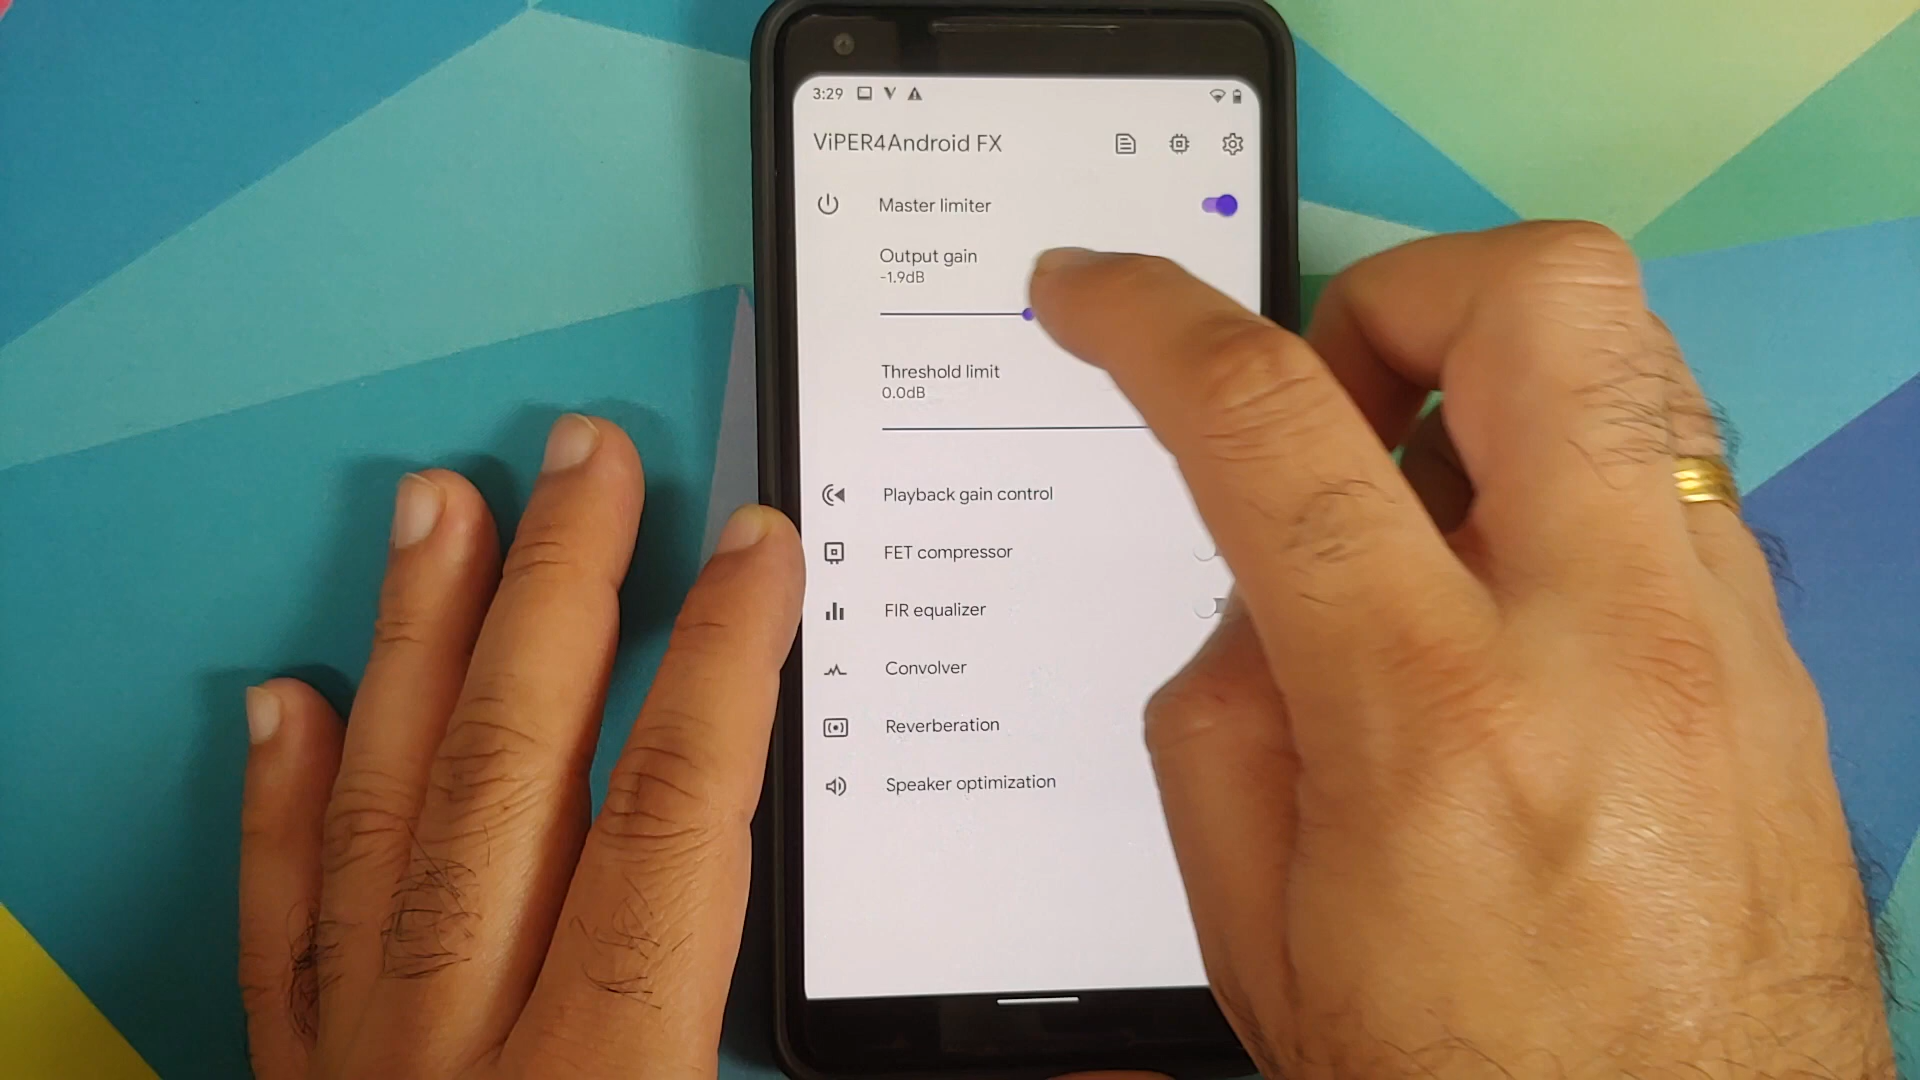 3:29
ViPER4Android FX
Master limiter
Output gain
-1.9dB
Threshold limit
0.0dB
Playback gain control
FET compressor
FIR equalizer
Convolver
Reverberation
Speaker optimization